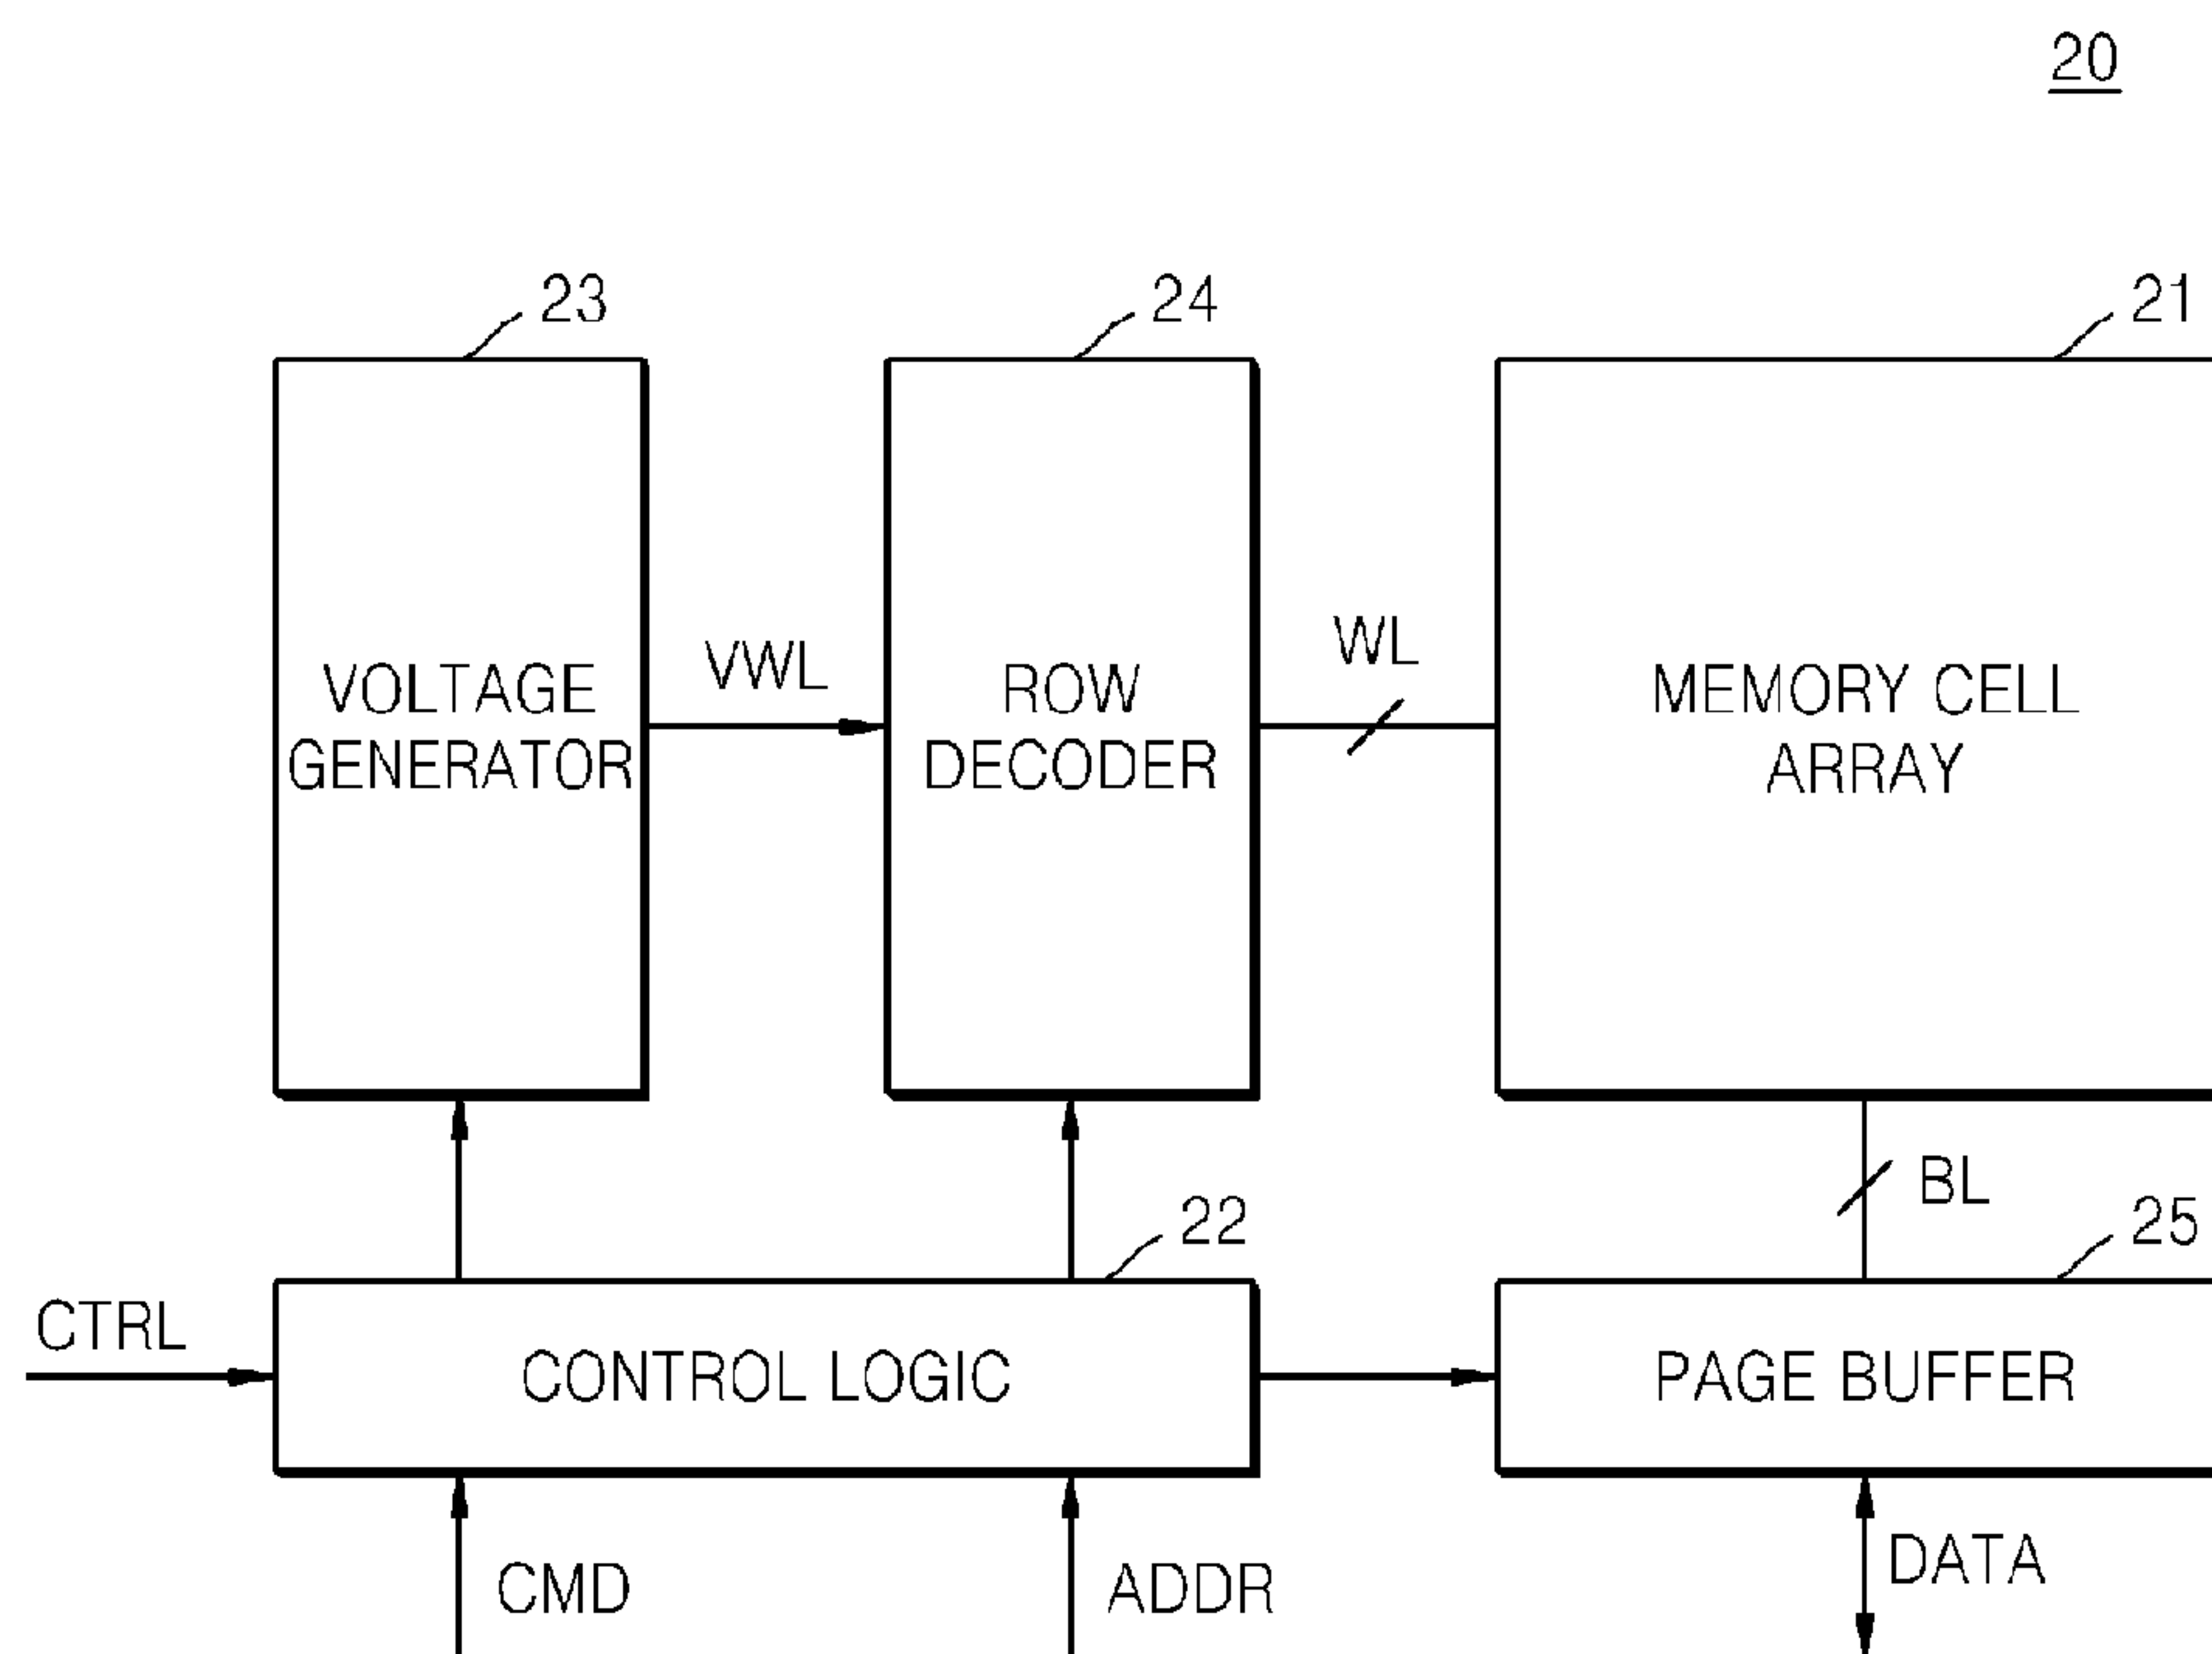 20
23
24
21
VOLTAGE
GENERATOR
VWL
ROW
DECODER
WL
MEMORY CELL
ARRAY
BL
22
25
CTRL
CONTROL LOGIC
PAGE BUFFER
CMD
ADDR
DATA